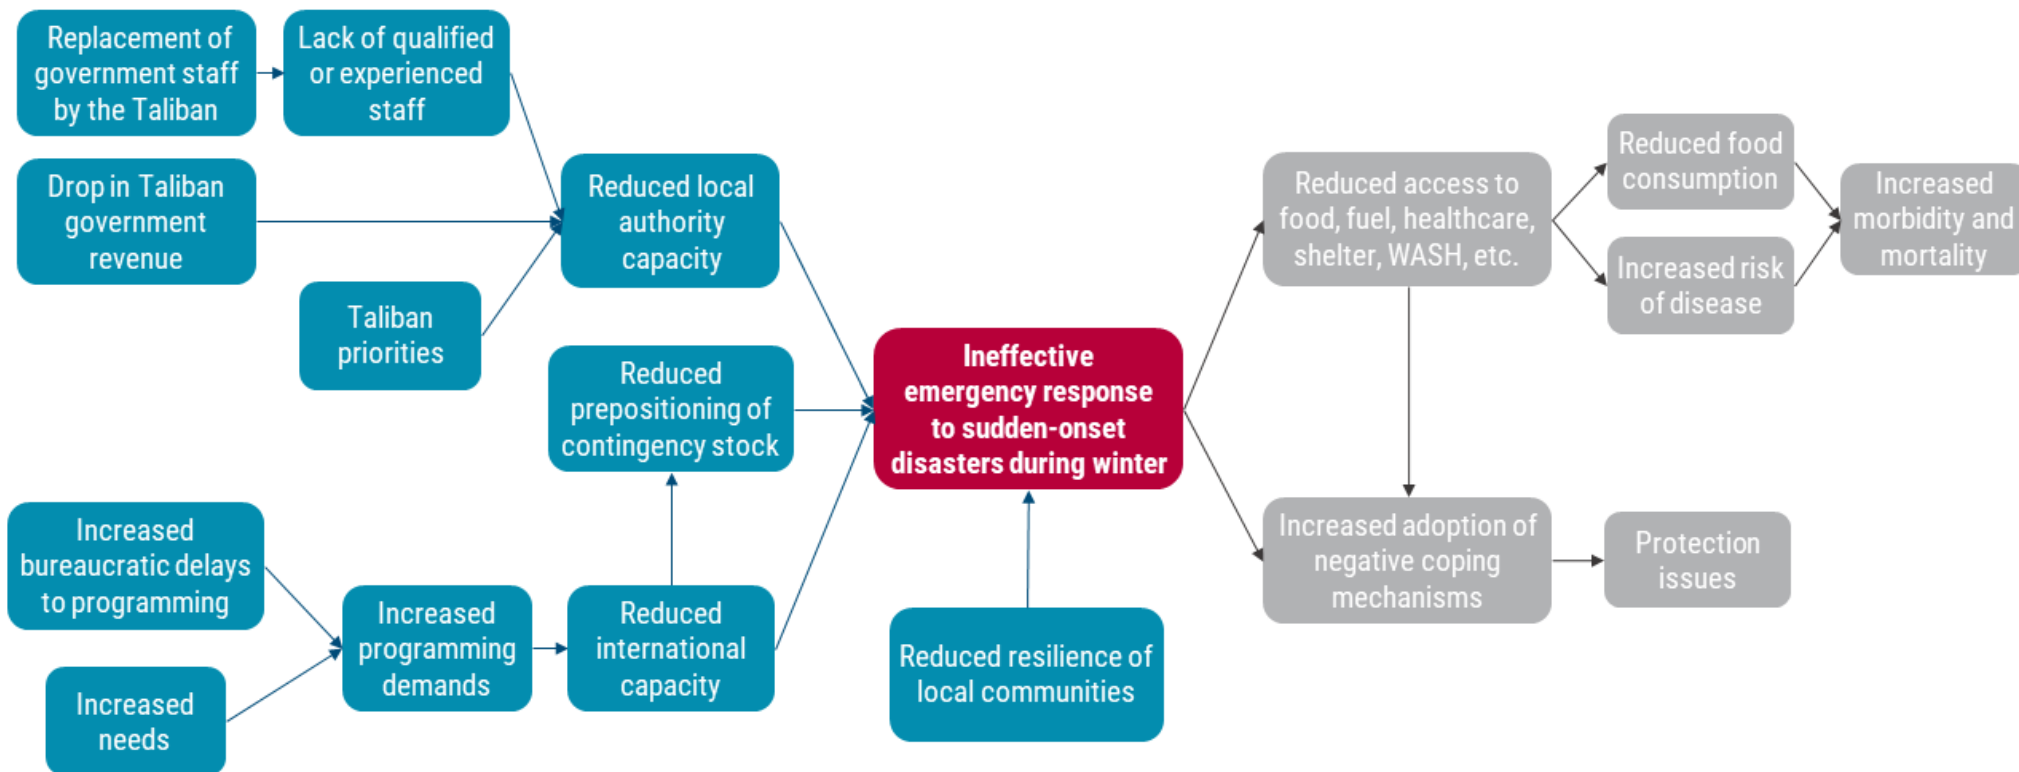 Replacement of
government staff
by the Taliban
Lack of qualified
or experienced
staff
Drop in Taliban
government
revenue
Reduced local
authority
capacity
Taliban
priorities
Reduced
prepositioning of
contingency stock
Increased
bureaucratic delays
to programming
Increased
needs
Increased
programming
demands
Reduced
international
capacity
Ineffective
emergency response
to sudden-onset
disasters during winter
Reduced resilience of
local communities
Reduced access to
food, fuel, healthcare,
shelter, WASH, etc.
Reduced food
consumption
Increased risk
of disease
Increased
morbidity and
mortality
Increased adoption of
negative coping
mechanisms
Protection
issues